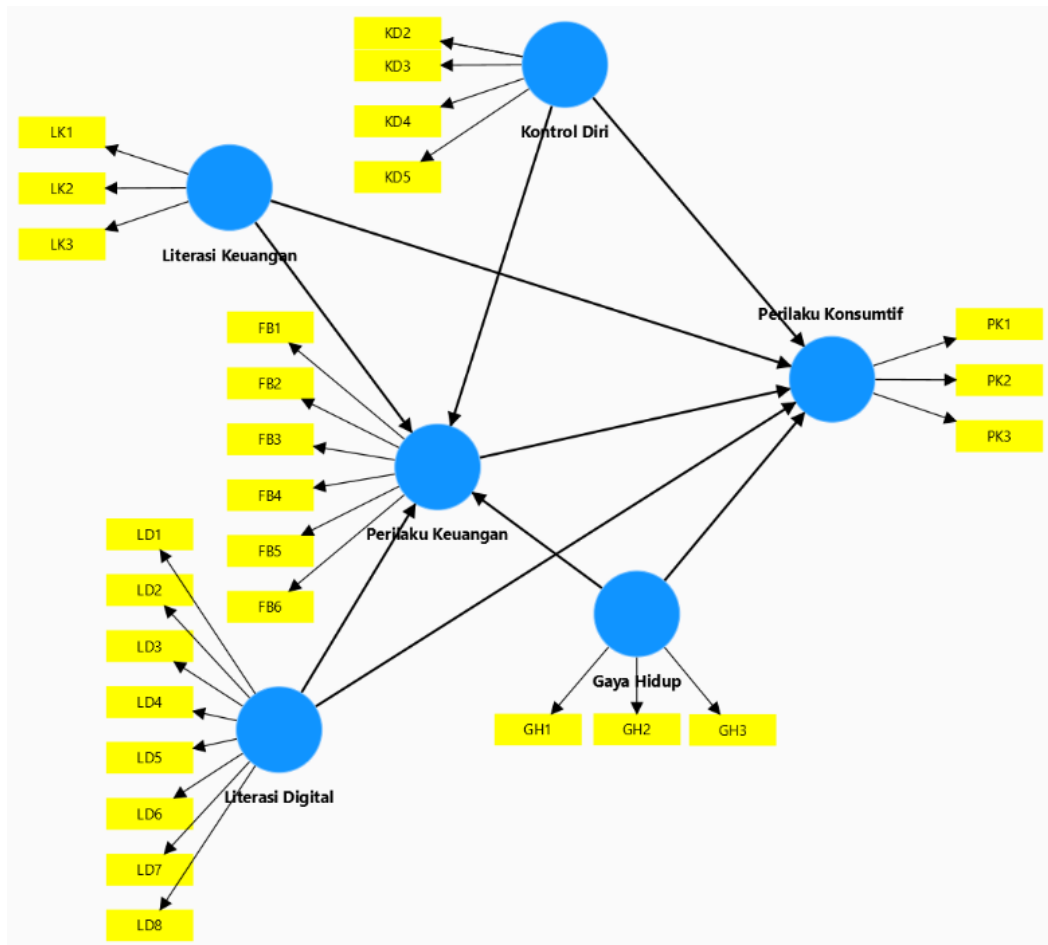 KD2
KD3
KD4
KD5
Kontrol Diri
LK1
LK2
LK3
Literasi Keuangan
Perilaku Konsumtif
PK1
PK2
PK3
FB1
FB2
FB3
FB4
FB5
FB6
Perilaku Keuangan
LD1
LD2
LD3
LD4
LD5
LD6
LD7
LD8
Literasi Digital
Gaya Hidup
GH1
GH2
GH3